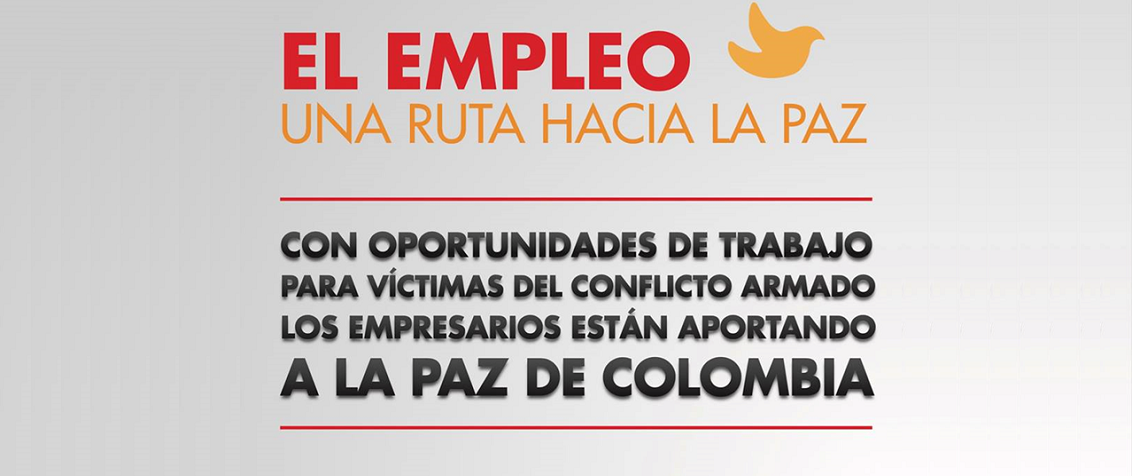 EL EMPLEO
UNA RUTA HACIA LA PAZ
CON OPORTUNIDADES DE TRABAJO
PARA VÍCTIMAS DEL CONFLICTO ARMADO
LOS EMPRESARIOS ESTÁN APORTANDO
A LA PAZ DE COLOMBIA